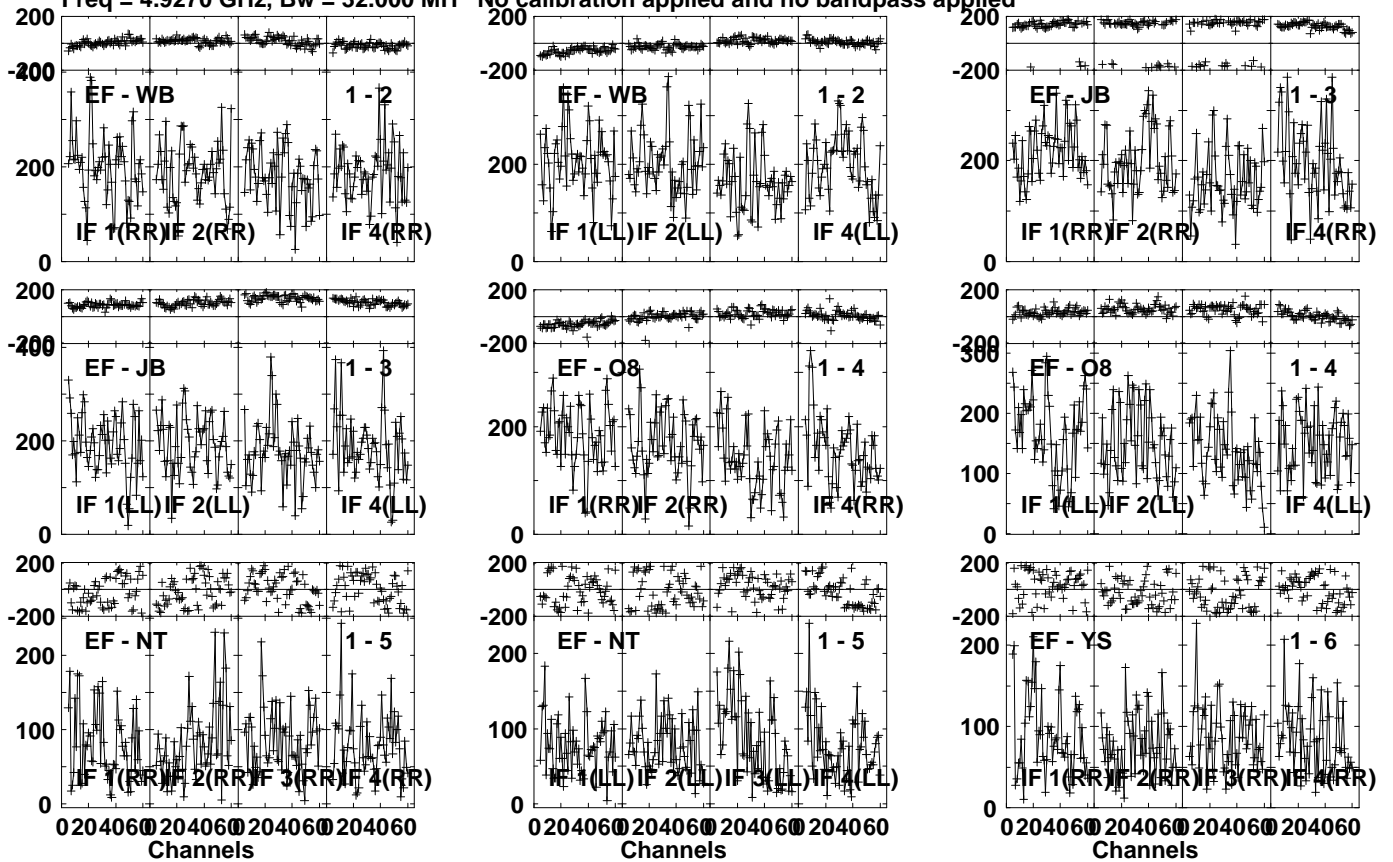 Freq = 4.9270 GHz, Bw = 32.000 MH No calibration applied and no bandpass applied
200
-200
400
EF - WB
1 - 2
200
IF 1(RR)
IF 2(RR)
IF 4(RR)
0
200
-200
EF - WB
1 - 2
200
IF 1(LL)
IF 2(LL)
IF 4(LL)
0
200
-200
EF - JB
1 - 3
200
IF 1(RR)
IF 2(RR)
IF 4(RR)
0
200
-200
400
EF - JB
1 - 3
200
IF 1(LL)
IF 2(LL)
IF 4(LL)
0
200
-200
EF - O8
1 - 4
200
IF 1(RR)
IF 2(RR)
IF 4(RR)
0
200
-200
300
EF - O8
1 - 4
200
100
IF 1(LL)
IF 2(LL)
IF 4(LL)
0
200
-200
EF - NT
1 - 5
200
100
IF 1(RR)
IF 2(RR)
IF 3(RR)
IF 4(RR)
0
0 20 40 60 0 20 40 60 0 20 40 60 0 20 40 60
Channels
200
-200
EF - NT
1 - 5
200
100
IF 1(LL)
IF 2(LL)
IF 3(LL)
IF 4(LL)
0
0 20 40 60 0 20 40 60 0 20 40 60 0 20 40 60
Channels
200
-200
EF - YS
1 - 6
200
100
IF 1(RR)
IF 2(RR)
IF 3(RR)
IF 4(RR)
0
0 20 40 60 0 20 40 60 0 20 40 60 0 20 40 60
Channels